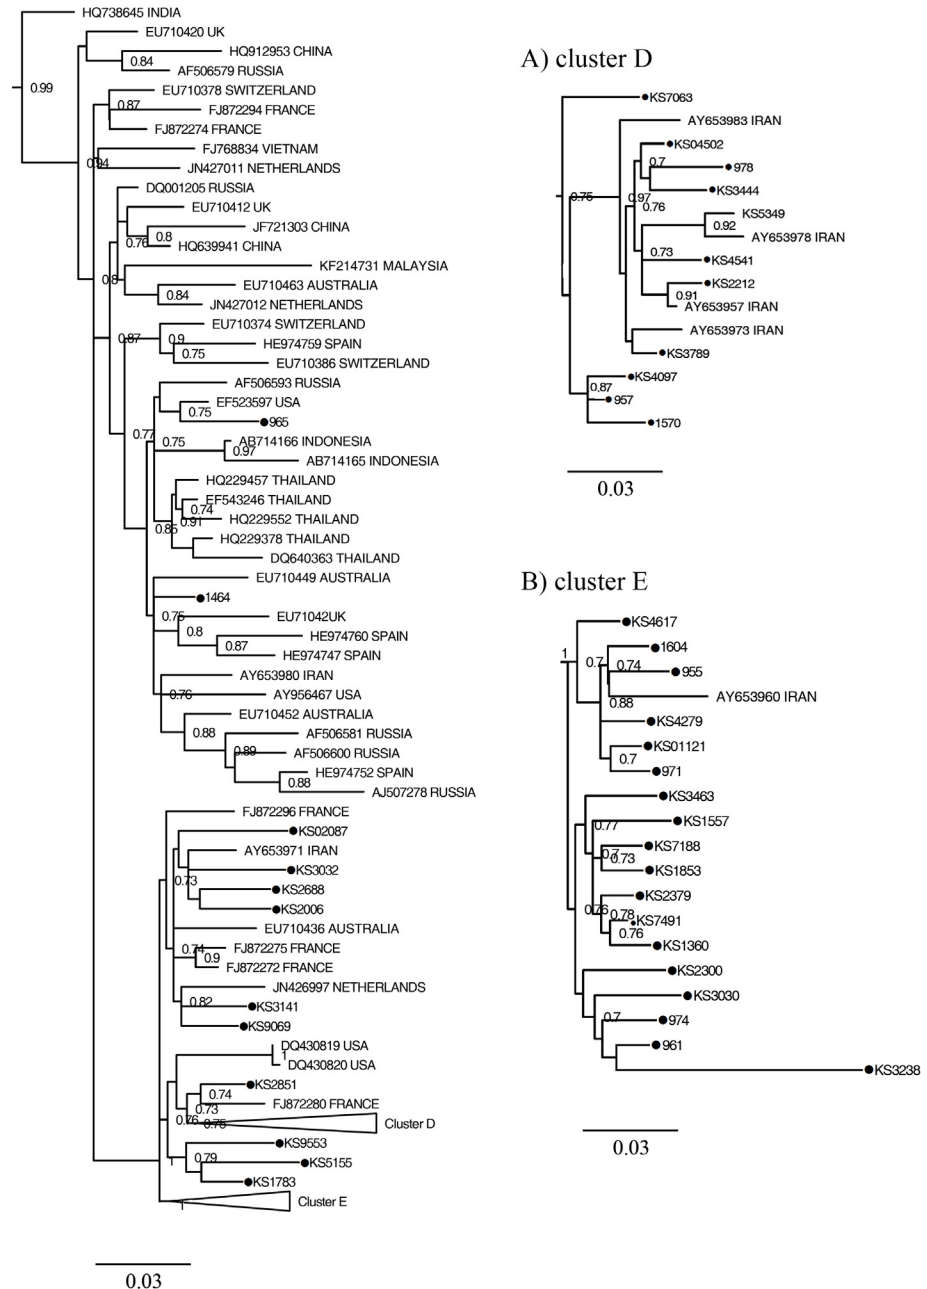 HQ738645 INDIA
EU710420 UK
HQ912953 CHINA
0.84
AF506579 RUSSIA
0.99
EU710378 SWITZERLAND
0.87
FJ872294 FRANCE
FJ872274 FRANCE
FJ768834 VIETNAM
0.94
JN427011 NETHERLANDS
DQ001205 RUSSIA
EU710412 UK
JF721303 CHINA
0.76
0.8
HQ639941 CHINA
KF214731 MALAYSIA
0.8
EU710463 AUSTRALIA
0.84
JN427012 NETHERLANDS
EU710374 SWITZERLAND
0.87
0.9
HE974759 SPAIN
0.75
EU710386 SWITZERLAND
AF506593 RUSSIA
EF523597 USA
0.75
965
0.77
0.75
AB714166 INDONESIA
0.97
AB714165 INDONESIA
HQ229457 THAILAND
EF543246 THAILAND
0.74
0.91
HQ229552 THAILAND
0.85
HQ229378 THAILAND
DQ640363 THAILAND
EU710449 AUSTRALIA
1464
0.75
EU71042UK
0.8
HE974760 SPAIN
0.87
HE974747 SPAIN
AY653980 IRAN
0.76
AY956467 USA
EU710452 AUSTRALIA
0.88
AF506581 RUSSIA
0.89
AF506600 RUSSIA
HE974752 SPAIN
0.88
AJ507278 RUSSIA
FJ872296 FRANCE
KS02087
AY653971 IRAN
KS3032
0.73
KS2688
KS2006
EU710436 AUSTRALIA
0.74
FJ872275 FRANCE
0.9
FJ872272 FRANCE
JN426997 NETHERLANDS
0.82
KS3141
KS9069
DQ430819 USA
1
DQ430820 USA
KS2851
0.74
FJ872280 FRANCE
0.73
0.76
0.75
Cluster D
KS9553
0.79
1
KS5155
KS1783
Cluster E
1
0.03
A) cluster D
KS7063
AY653983 IRAN
KS04502
0.7
978
KS3444
0.75
0.97
0.76
KS5349
0.92
AY653978 IRAN
0.73
KS4541
KS2212
0.91
AY653957 IRAN
AY653973 IRAN
KS3789
KS4097
0.87
957
1570
0.03
B) cluster E
KS4617
1604
1
0.7
0.74
955
AY653960 IRAN
0.88
KS4279
KS01121
0.7
971
KS3463
KS1557
0.77
KS7188
0.7
0.73
KS1853
KS2379
0.76
0.78
KS7491
0.76
KS1360
KS2300
KS3030
0.7
974
961
KS3238
0.03